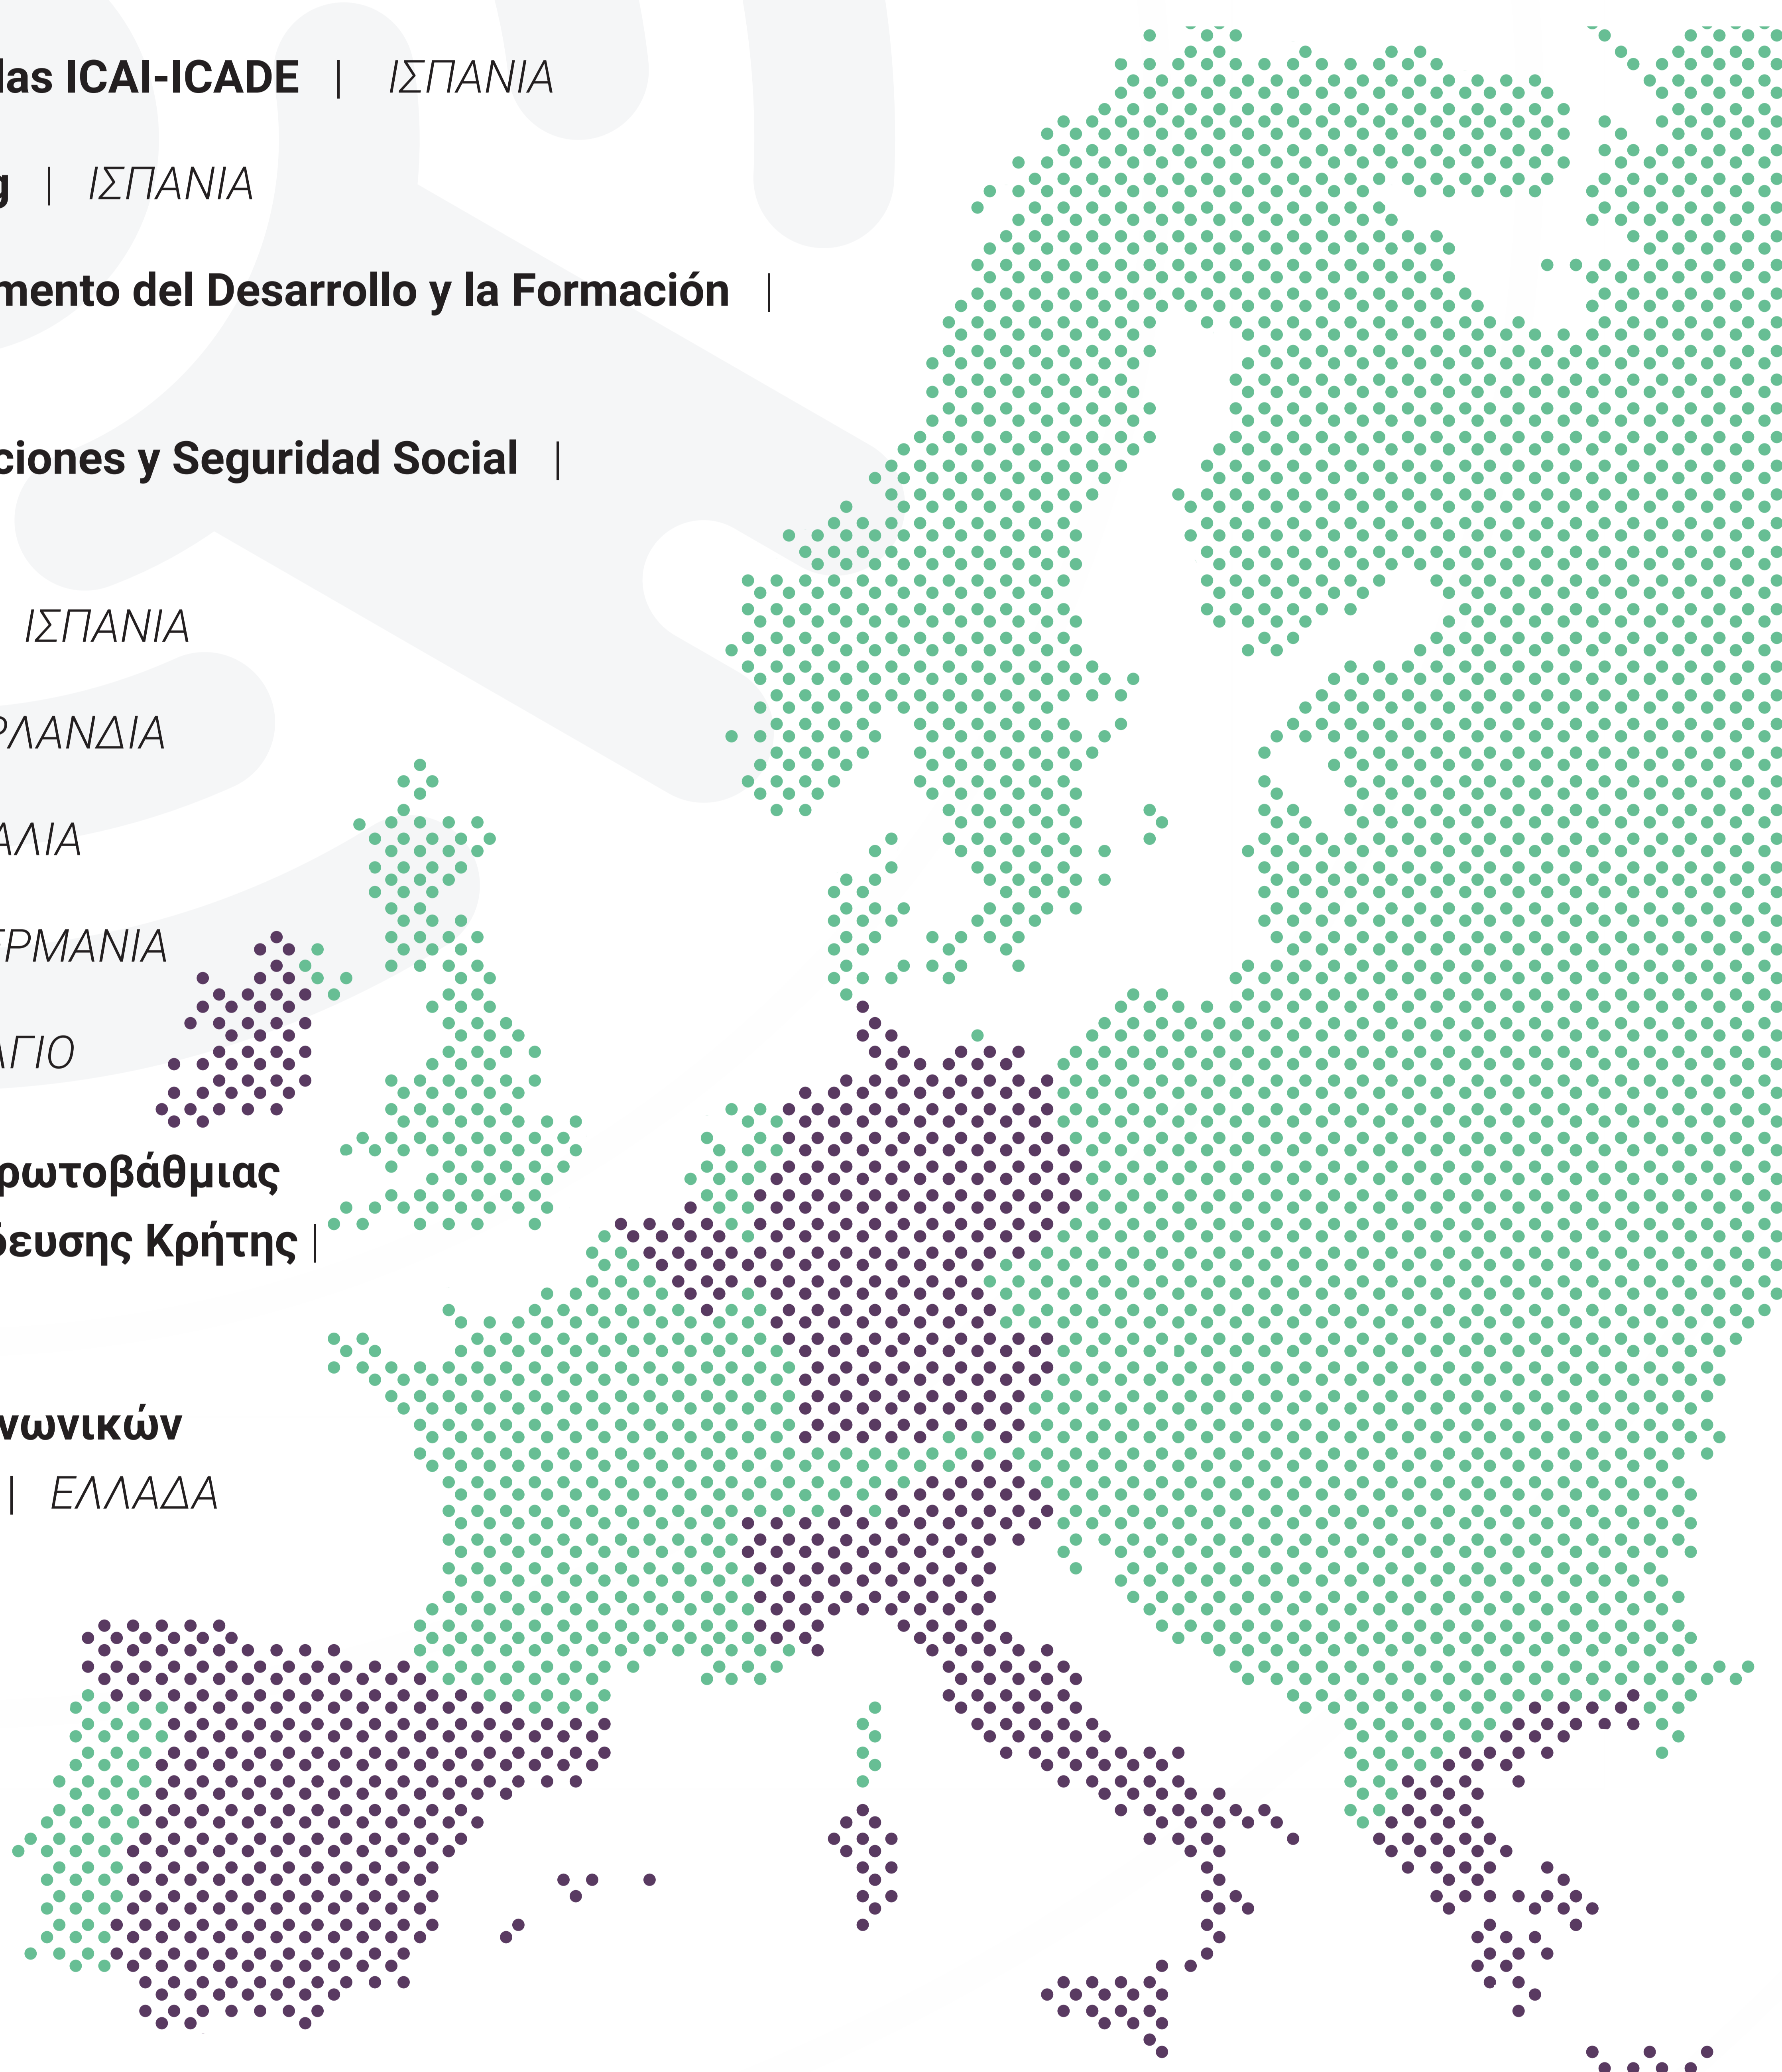 las ICAI-ICADE | ΙΣΠΑΝΙΑ
g | ΙΣΠΑΝΙΑ
mento del Desarrollo y la Formación |
ciones y Seguridad Social |
ΙΣΠΑΝΙΑ
ΡΛΑΝΔΙΑ
ΑΛΙΑ
ΕΡΜΑΝΙΑ
ΛΓΙΟ
ρωτοβάθμιας
δευσης Κρήτης |
νωνικών
| ΕΛΛΑΔΑ